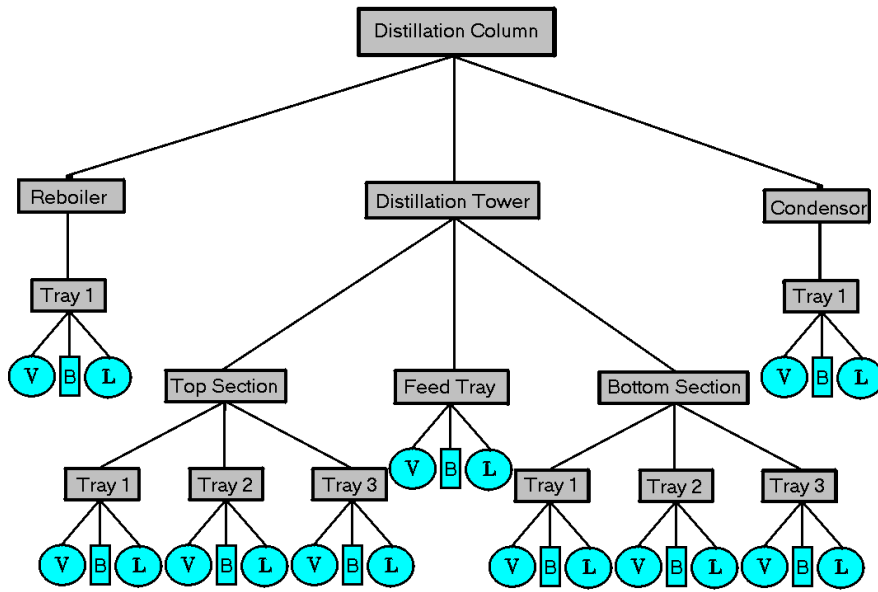 Distillation Column
Reboiler
Distillation Tower
Condensor
Tray 1
Tray 1
V B L
V B L
Top Section
Feed Tray
Bottom Section
V B L
Tray 1
Tray 2
Tray 3
Tray 1
Tray 2
Tray 3
V B L
V B L
V B L
V B L
V B L
V B L